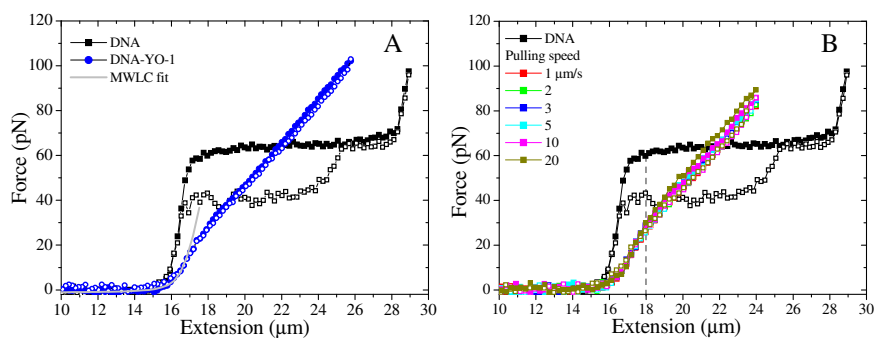 A
DNA
DNA-YO-1
MWLC fit
120
100
80
60
40
20
0
Force (pN)
10 12 14 16 18 20 22 24 26 28 30
Extension (μm)
B
DNA
Pulling speed
1 μm/s
2
3
5
10
20
120
100
80
60
40
20
0
Force (pN)
10 12 14 16 18 20 22 24 26 28 30
Extension (μm)